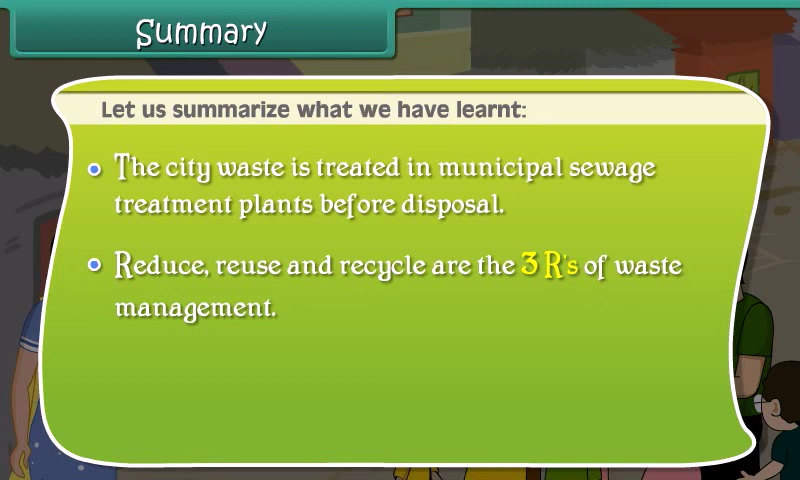 Summary
Let us summarize what we have learnt:
The city waste is treated in municipal sewage
treatment plants before disposal.
Reduce, reuse and recycle are the 3 R's of waste
management.